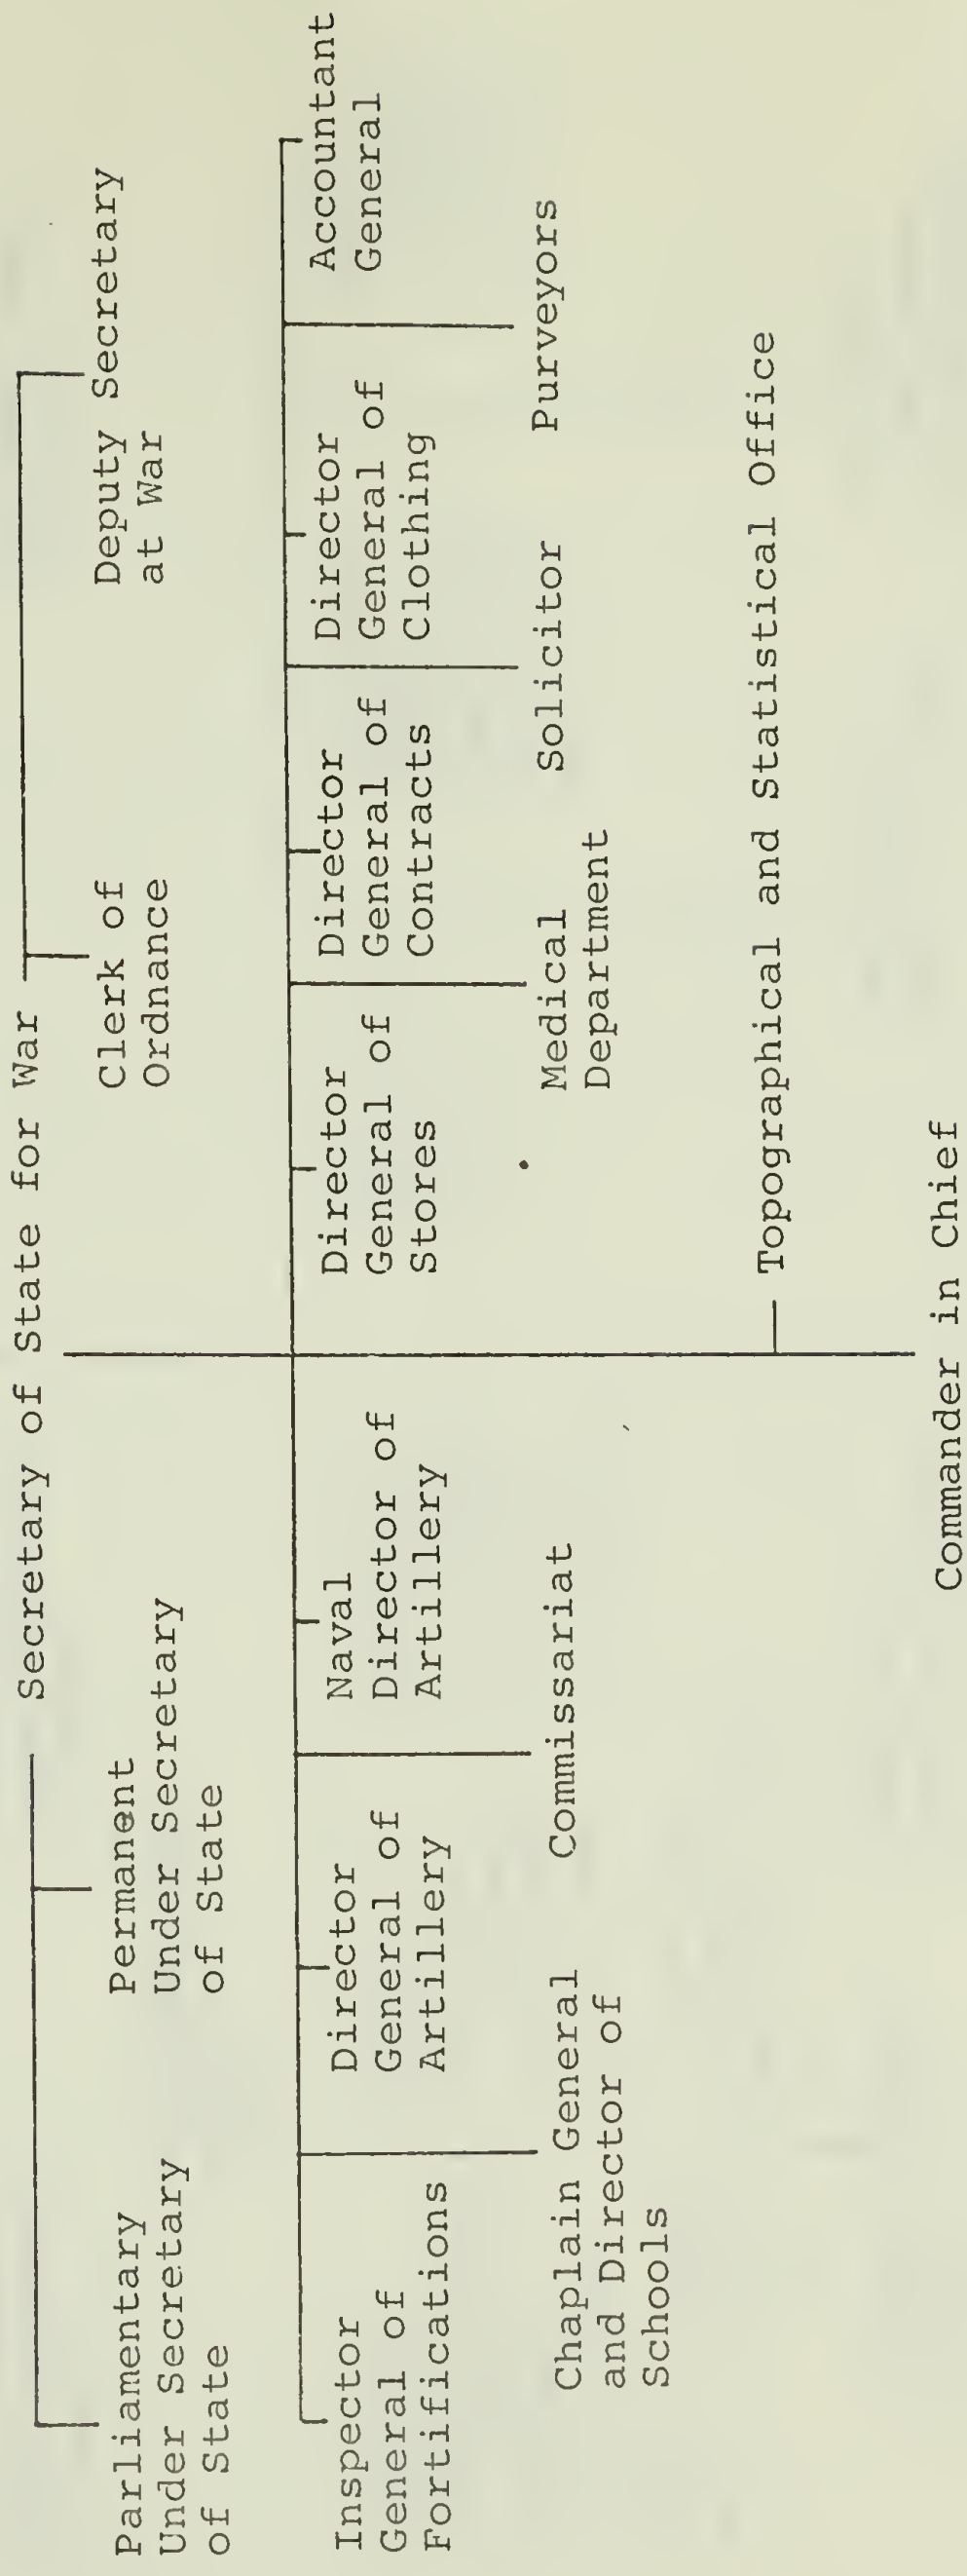 Secretary of State for War
Parliamentary
Under Secretary
of State
Permanent
Under Secretary
of State
Clerk of
Ordnance
Deputy Secretary
at War
Inspector
General of
Fortifications
Director
General of
Artillery
Naval
Director of
Artillery
Director
General of
Stores
Director
General of
Contracts
Director
General of
Clothing
Accountant
General
Chaplain General
and Director of
Schools
Commissariat
Medical
Department
Solicitor
Purveyors
Topographical and Statistical Office
Commander in Chief